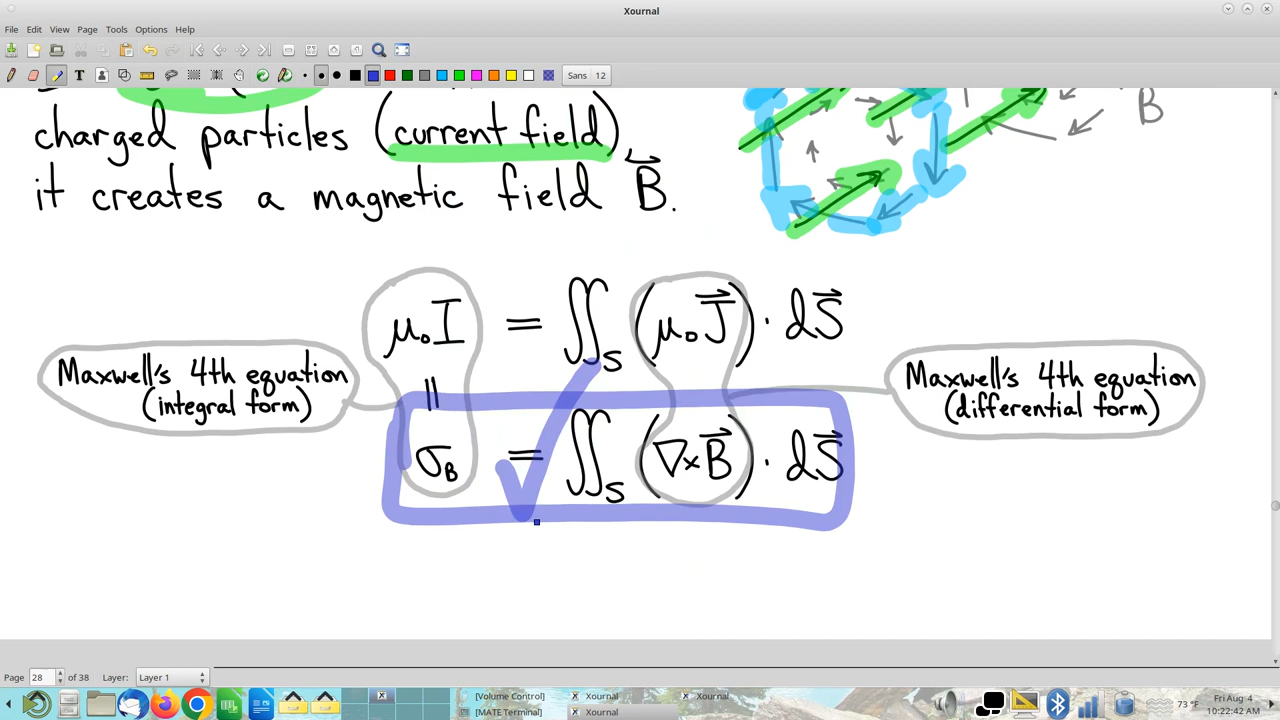 Xournal
File Edit View Page Tools Options Help
Sans 12
charged particles (current field)
it creates a magnetic field B⃗.
B
μ₀I = ∬ₛ (μ₀J⃗) · dS⃗
Maxwell's 4th equation
(integral form)
=
Maxwell's 4th equation
(differential form)
σ_B = ∬ₛ (∇×B⃗) · dS⃗
Page 28 of 38 Layer: Layer 1
[Volume Control] X Xournal X Xournal
[MATE Terminal] X Xournal
73 °F
Fri Aug 4
10:22:42 AM